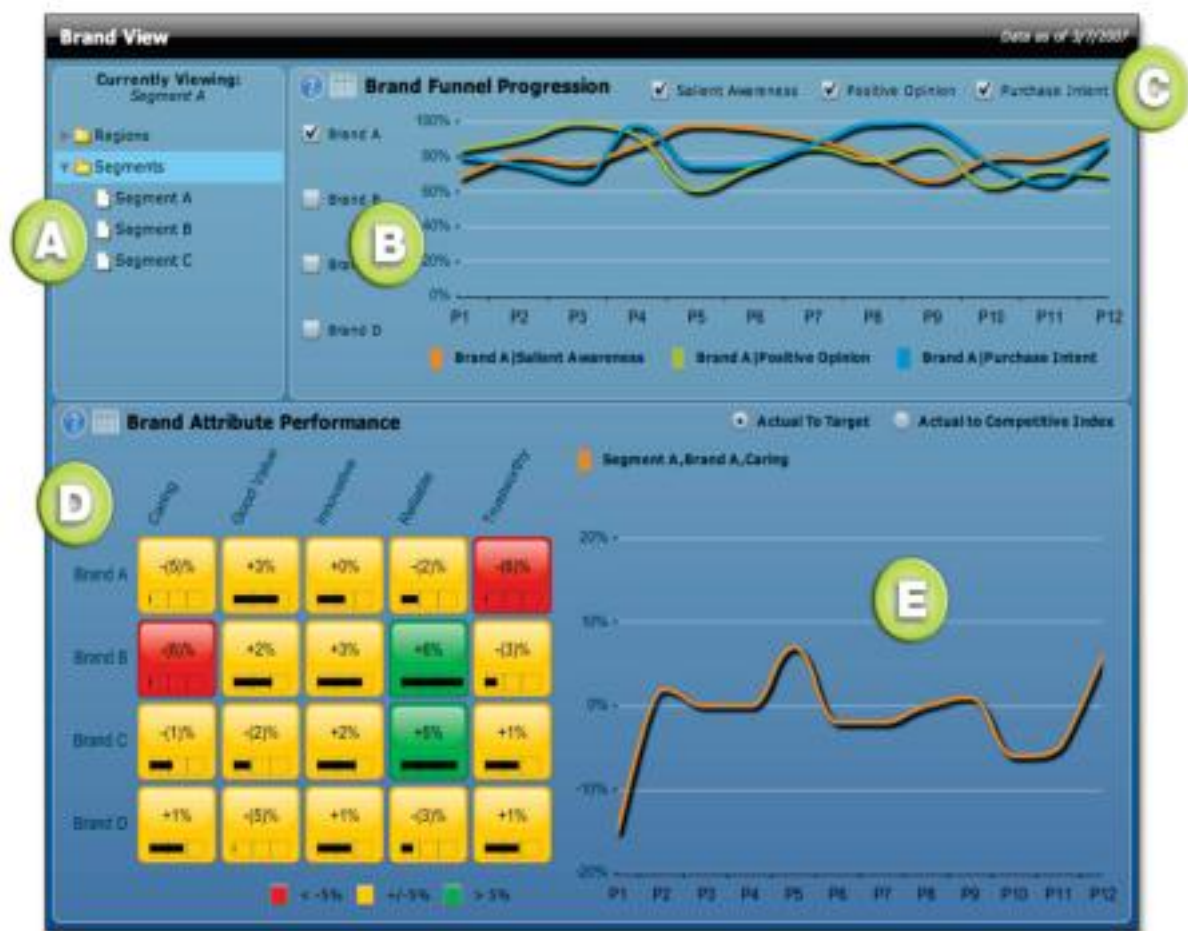 Brand View
Data as of 3/7/2007
Currently Viewing:
Segment A
Regions
Segments
Segment A
Segment B
Segment C
A
Brand Funnel Progression
Salient Awareness
Positive Opinion
Purchase Intent
C
Brand A
Brand B
Bran
Brand D
B
100%
80%
60%
40%
20%
0%
P1 P2 P3 P4 P5 P6 P7 P8 P9 P10 P11 P12
Brand A|Salient Awareness
Brand A|Positive Opinion
Brand A|Purchase Intent
Brand Attribute Performance
Actual To Target
Actual to Competitive Index
D
Caring Good Value Innovative Reliable Trustworthy
Brand A -(5)% +3% +0% -(2)% -(6)%
Brand B -(6)% +2% +3% +6% -(3)%
Brand C -(1)% -(2)% +2% +5% +1%
Brand D +1% -(5)% +1% -(3)% +1%
< -5% +/-5% > 5%
Segment A,Brand A,Caring
E
20%
10%
0%
-10%
-20%
P1 P2 P3 P4 P5 P6 P7 P8 P9 P10 P11 P12